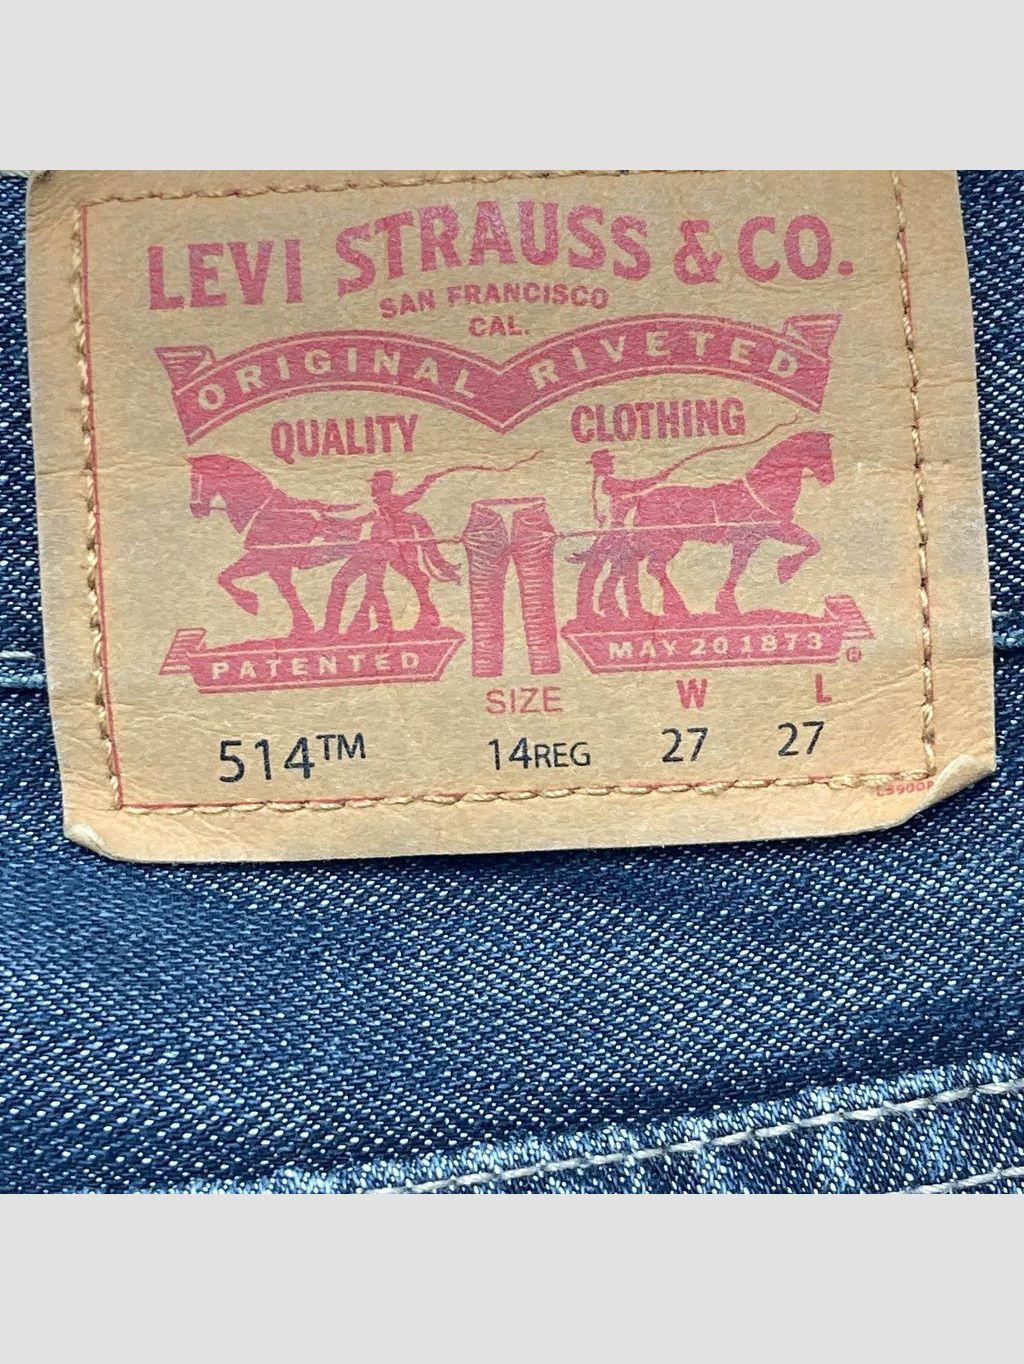 LEVI STRAUSS & CO.
SAN FRANCISCO
CAL.
ORIGINAL RIVETED
QUALITY CLOTHING
PATENTED MAY 20 1873 ®
SIZE W L
514™ 14REG 27 27